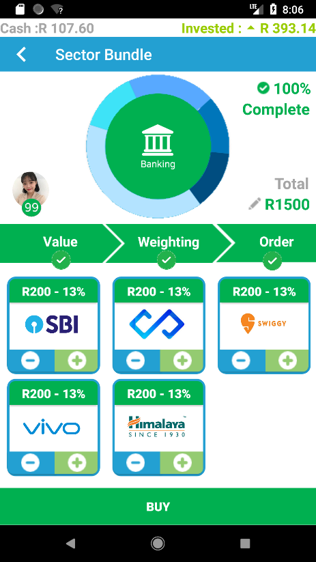 8:06
Cash :R 107.60
Invested : R 393.14
Sector Bundle
100%
Complete
Banking
99
Total
R1500
Value
Weighting
Order
R200 - 13%
R200 - 13%
R200 - 13%
SBI
SWIGGY
R200 - 13%
R200 - 13%
vivo
Himalaya
SINCE 1930
BUY